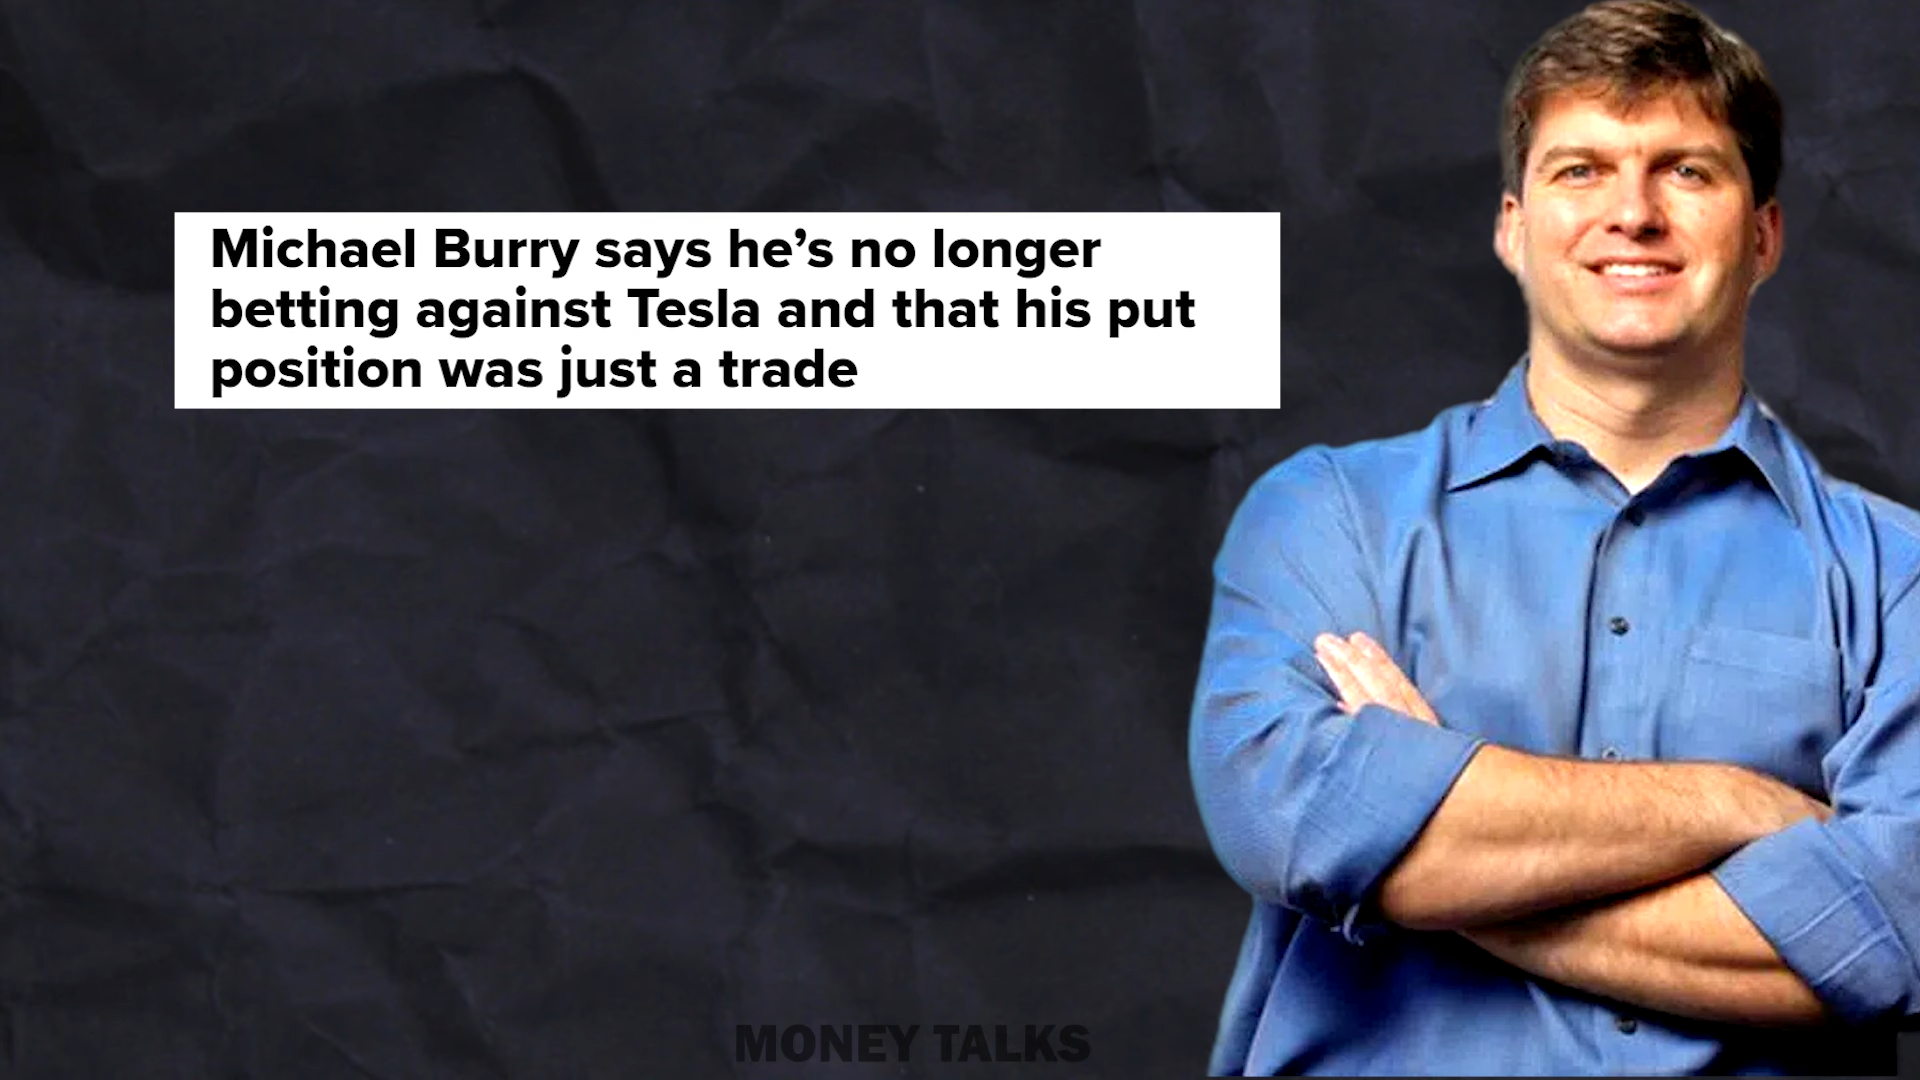 Michael Burry says he’s no longer
betting against Tesla and that his put
position was just a trade
MONEY TALKS